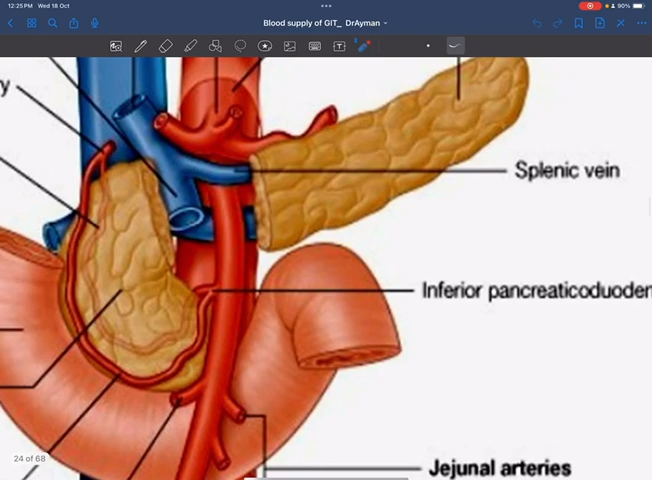 12:25 PM Wed 18 Oct
90%
Blood supply of GIT_ DrAyman
y
Splenic vein
Inferior pancreaticoduoden
Jejunal arteries
24 of 68